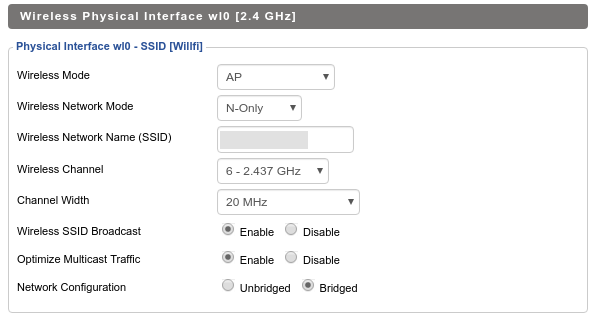 Wireless Physical Interface wl0 [2.4 GHz]
Physical Interface wl0 - SSID [Willfi]
Wireless Mode AP
Wireless Network Mode N-Only
Wireless Network Name (SSID)
Wireless Channel 6 - 2.437 GHz
Channel Width 20 MHz
Wireless SSID Broadcast Enable Disable
Optimize Multicast Traffic Enable Disable
Network Configuration Unbridged Bridged